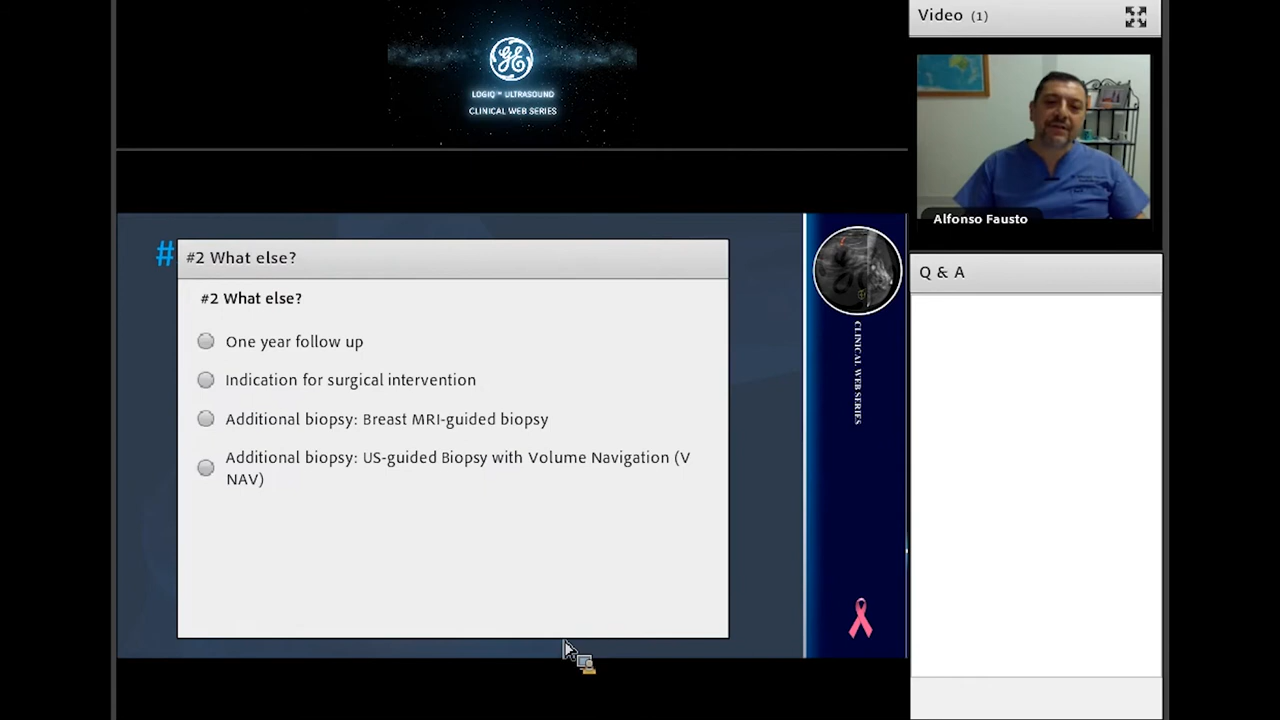 GE
LOGIQ™ ULTRASOUND
CLINICAL WEB SERIES
Video (1)
Alfonso Fausto
Q & A
#
#2 What else?
#2 What else?
One year follow up
Indication for surgical intervention
Additional biopsy: Breast MRI-guided biopsy
Additional biopsy: US-guided Biopsy with Volume Navigation (V
NAV)
CLINICAL WEB SERIES